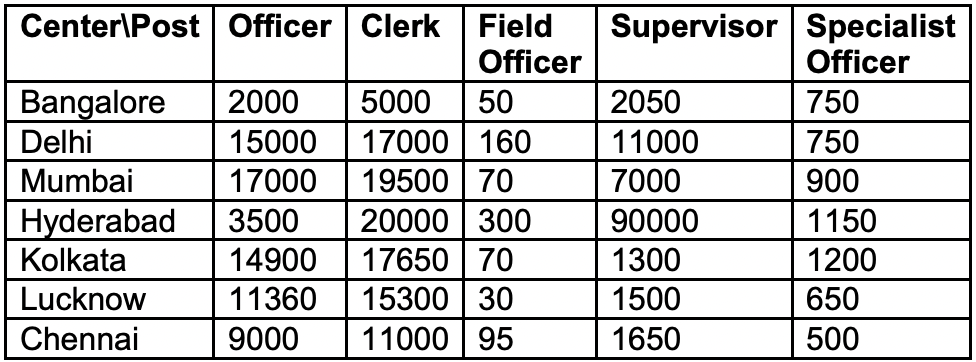 Center\Post Officer Clerk Field Officer Supervisor Specialist Officer
Bangalore 2000 5000 50 2050 750
Delhi 15000 17000 160 11000 750
Mumbai 17000 19500 70 7000 900
Hyderabad 3500 20000 300 90000 1150
Kolkata 14900 17650 70 1300 1200
Lucknow 11360 15300 30 1500 650
Chennai 9000 11000 95 1650 500